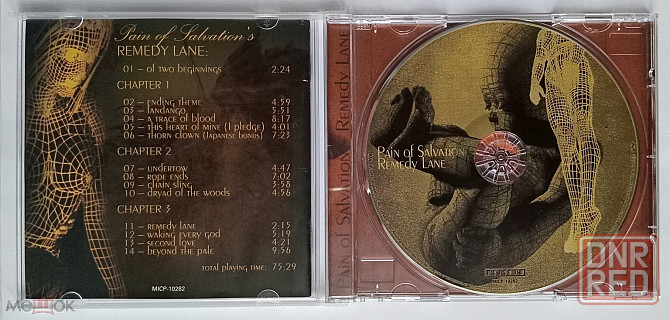 Pain of Salvation's
REMEDY LANE:
01 – of two beginnings 2:24
CHAPTER 1
02 – ending theme 4:59
03 – fandango 5:51
04 – a trace of blood 8:17
05 – this heart of mine (I pledge) 4:01
06 – Thorn clown (Japanese bonus) 7:23
CHAPTER 2
07 – undertow 4:47
08 – rope ends 7:02
09 – chain sling 3:58
10 – dryad of the woods 4:56
CHAPTER 3
11 – remedy lane 2:15
12 – waking every god 5:19
13 – second love 4:21
14 – beyond the pale 9:56
total playing time: 75:29
MICP-10282
Pain of Salvation Remedy Lane
Pain of Salvation
Remedy Lane
MICP-10282
МЕШОК
DNR
RED